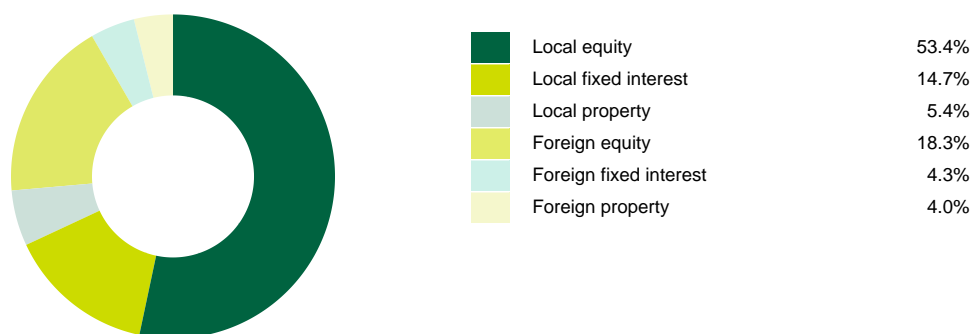 Local equity 53.4%
Local fixed interest 14.7%
Local property 5.4%
Foreign equity 18.3%
Foreign fixed interest 4.3%
Foreign property 4.0%